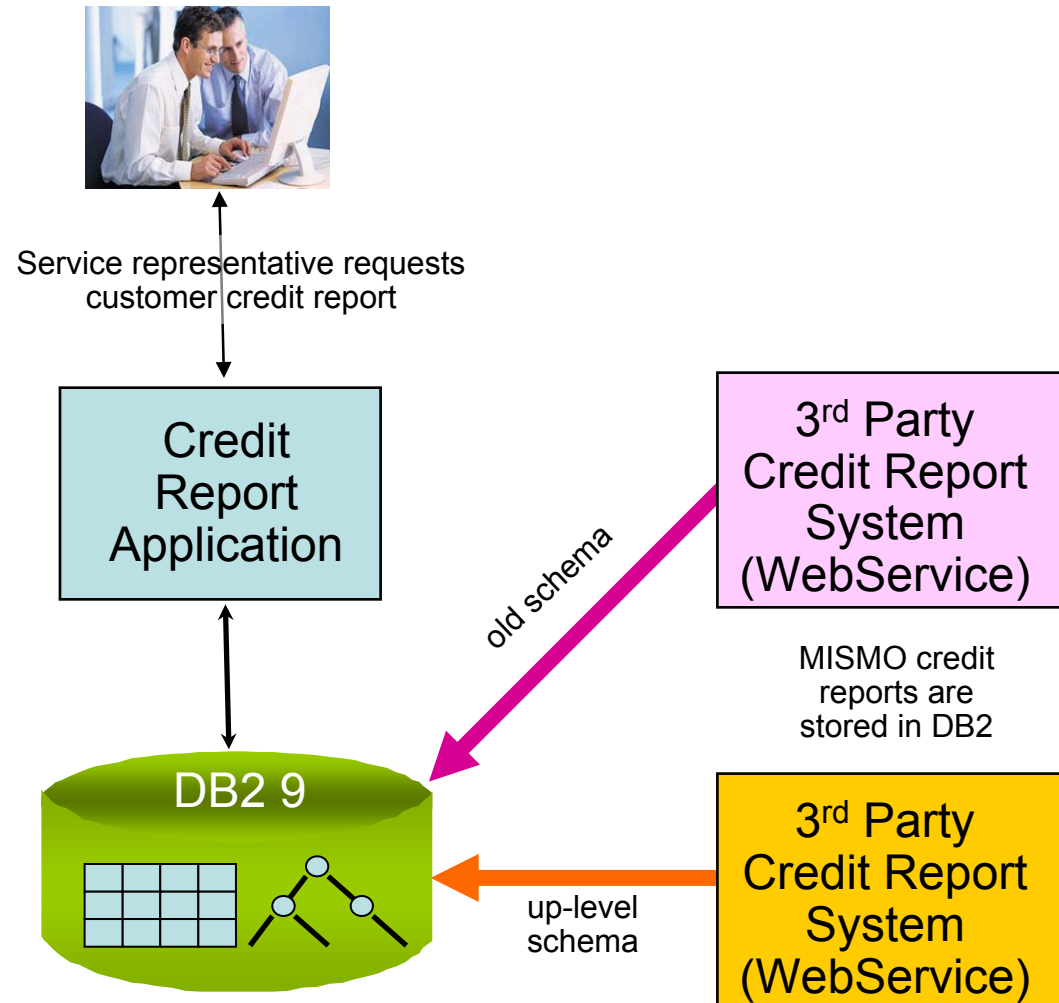 Service representative requests
customer credit report
Credit
Report
Application
3rd Party
Credit Report
System
(WebService)
old schema
MISMO credit
reports are
stored in DB2
DB2 9
up-level
schema
3rd Party
Credit Report
System
(WebService)